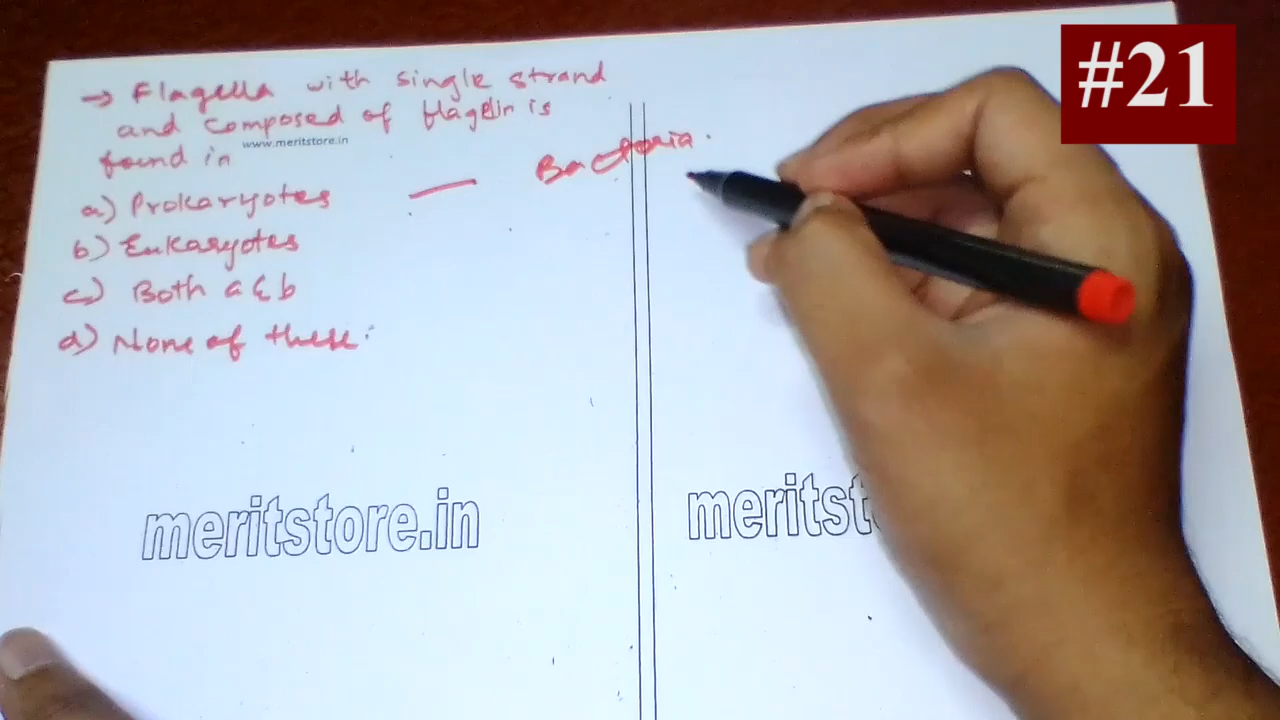 #21
→ Flagella with single strand
and composed of flagelin is
www.meritstore.in
found in
a) Prokaryotes — Bacteria.
b) Eukaryotes
c) Both a & b
d) None of these.
meritstore.in
meritst